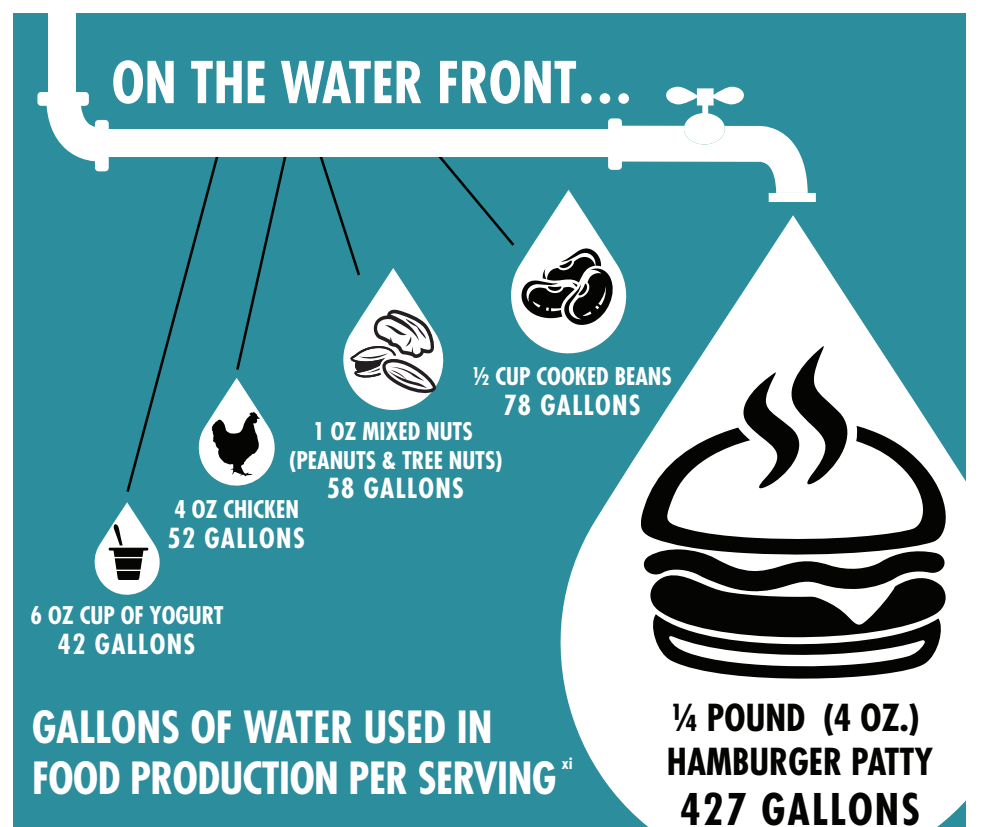 ON THE WATER FRONT...
½ CUP COOKED BEANS
78 GALLONS
1 OZ MIXED NUTS
(PEANUTS & TREE NUTS)
58 GALLONS
4 OZ CHICKEN
52 GALLONS
6 OZ CUP OF YOGURT
42 GALLONS
GALLONS OF WATER USED IN
FOOD PRODUCTION PER SERVING xi
¼ POUND (4 OZ.)
HAMBURGER PATTY
427 GALLONS